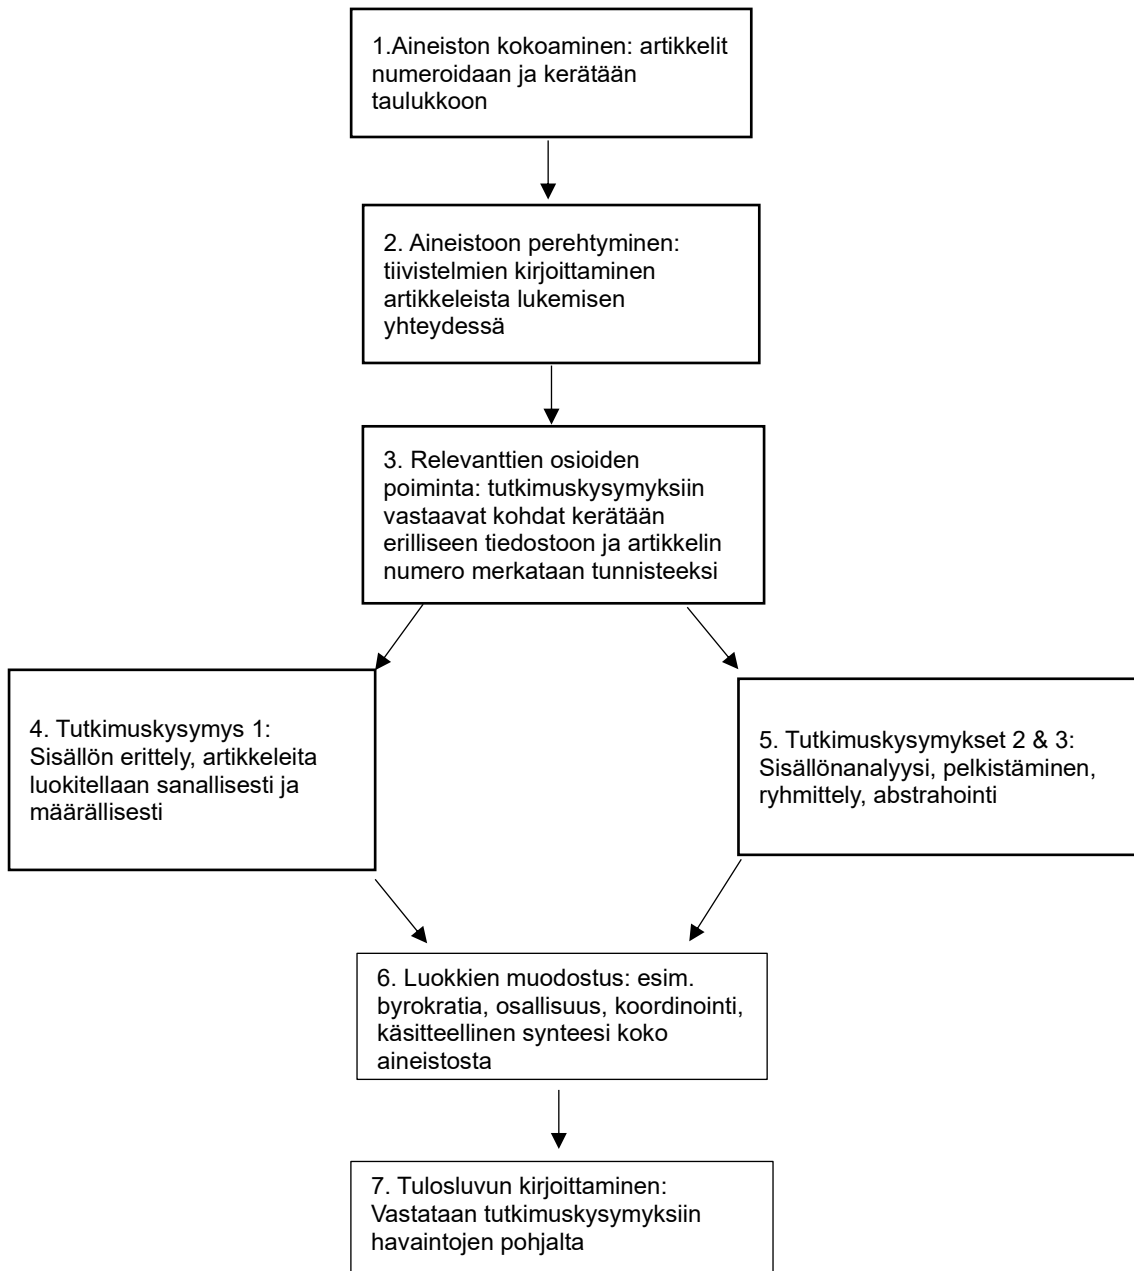 1.Aineiston kokoaminen: artikkelit
numeroidaan ja kerätään
taulukkoon
2. Aineistoon perehtyminen:
tiivistelmien kirjoittaminen
artikkeleista lukemisen
yhteydessä
3. Relevanttien osioiden
poiminta: tutkimuskysymyksiin
vastaavat kohdat kerätään
erilliseen tiedostoon ja artikkelin
numero merkataan tunnisteeksi
4. Tutkimuskysymys 1:
Sisällön erittely, artikkeleita
luokitellaan sanallisesti ja
määrällisesti
5. Tutkimuskysymykset 2 & 3:
Sisällönanalyysi, pelkistäminen,
ryhmittely, abstrahointi
6. Luokkien muodostus: esim.
byrokratia, osallisuus, koordinointi,
käsitteellinen synteesi koko
aineistosta
7. Tulosluvun kirjoittaminen:
Vastataan tutkimuskysymyksiin
havaintojen pohjalta